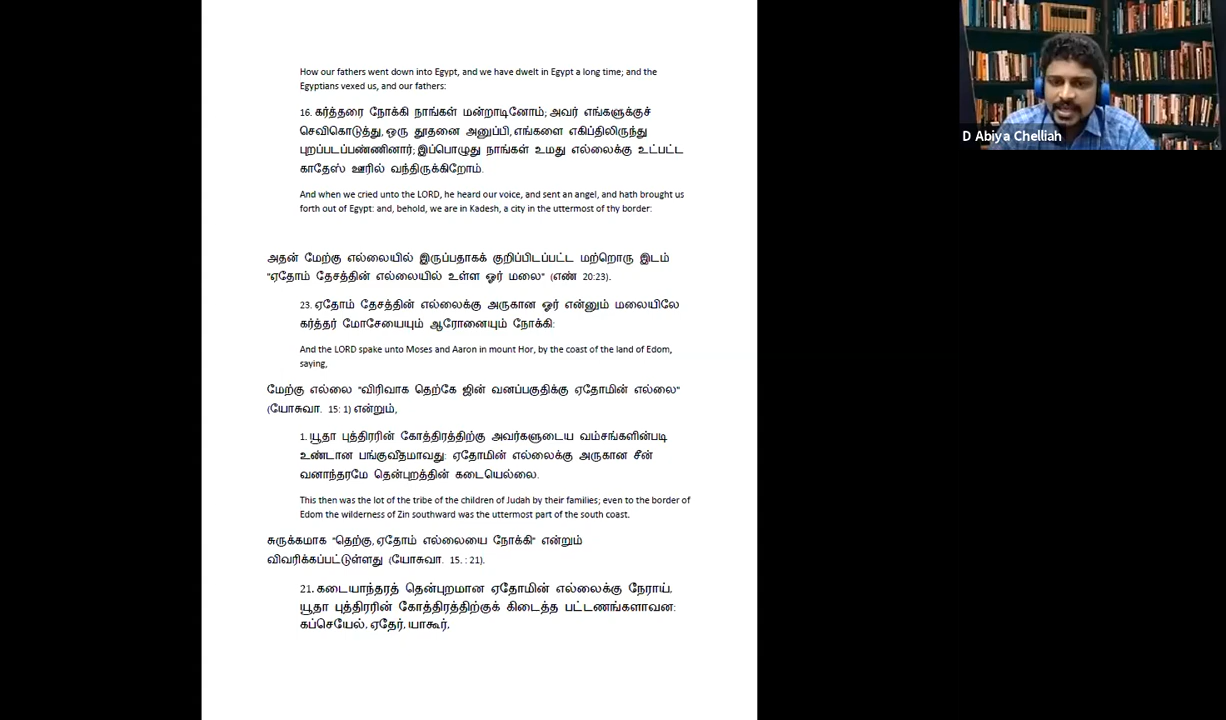 How our fathers went down into Egypt, and we have dwelt in Egypt a long time; and the
Egyptians vexed us, and our fathers:
16. கர்த்தரை நோக்கி நாங்கள் மன்றாடினோம்; அவர் எங்களுக்குச்
செவிகொடுத்து, ஒரு தூதனை அனுப்பி, எங்களை எகிப்திலிருந்து
புறப்படப்பண்ணினார்; இப்பொழுது நாங்கள் உமது எல்லைக்கு உட்பட்ட
காதேஸ் ஊரில் வந்திருக்கிறோம்.
And when we cried unto the LORD, he heard our voice, and sent an angel, and hath brought us
forth out of Egypt: and, behold, we are in Kadesh, a city in the uttermost of thy border:
அதன் மேற்கு எல்லையில் இருப்பதாகக் குறிப்பிடப்பட்ட மற்றொரு இடம்
"ஏதோம் தேசத்தின் எல்லையில் உள்ள ஓர் மலை" (எண் 20:23).
23. ஏதோம் தேசத்தின் எல்லைக்கு அருகான ஓர் என்னும் மலையிலே
கர்த்தர் மோசேயையும் ஆரோனையும் நோக்கி:
And the LORD spake unto Moses and Aaron in mount Hor, by the coast of the land of Edom,
saying,
மேற்கு எல்லை "விரிவாக தெற்கே ஜின் வனப்பகுதிக்கு ஏதோமின் எல்லை"
(யோசுவா. 15: 1) என்றும்,
1. யூதா புத்திரரின் கோத்திரத்திற்கு அவர்களுடைய வம்சங்களின்படி
உண்டான பங்குவீதமாவது: ஏதோமின் எல்லைக்கு அருகான சீன்
வனாந்தரமே தென்புறத்தின் கடையெல்லை.
This then was the lot of the tribe of the children of Judah by their families; even to the border of
Edom the wilderness of Zin southward was the uttermost part of the south coast.
சுருக்கமாக "தெற்கு, ஏதோம் எல்லையை நோக்கி" என்றும்
விவரிக்கப்பட்டுள்ளது (யோசுவா. 15. : 21).
21. கடையாந்தரத் தென்புறமான ஏதோமின் எல்லைக்கு நேராய்,
யூதா புத்திரரின் கோத்திரத்திற்குக் கிடைத்த பட்டணங்களாவன:
கப்செயேல், ஏதேர், யாகூர்,
D Abiya Chelliah